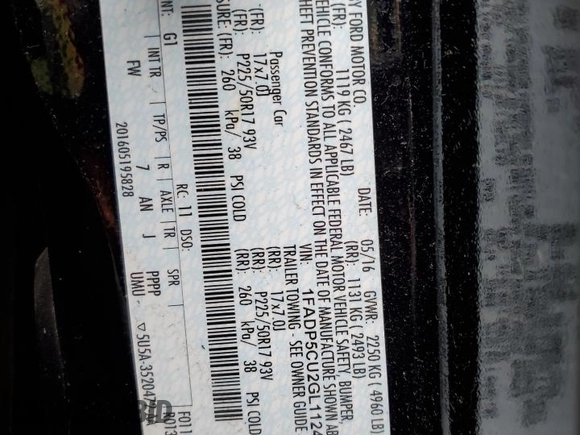 BY FORD MOTOR CO.
DATE: 05/16 GVWR: 2250 KG ( 4960 LB)
(FR): 1119 KG ( 2467 LB) (RR): 1131 KG ( 2493 LB)
VEHICLE CONFORMS TO ALL APPLICABLE FEDERAL MOTOR VEHICLE SAFETY, BUMPER,
THEFT PREVENTION STANDARDS IN EFFECT ON THE DATE OF MANUFACTURE SHOWN AB
VIN: 1FADP5CU2GL1124
Passenger Car TRAILER TOWING - SEE OWNER GUIDE
(FR): 17x7.0J (RR): 17x7.0J
(FR): P225/50R17 93V (RR): P225/50R17 93V
SURE (FR): 260 kPa/ 38 PSI COLD (RR): 260 kPa/ 38 PSI COLD
RC: 11 DSO: F011
NI: G1
INT TR TP/PS R AXLE TR SPR
FW 7 AN J PPPP
UMU
201605195828